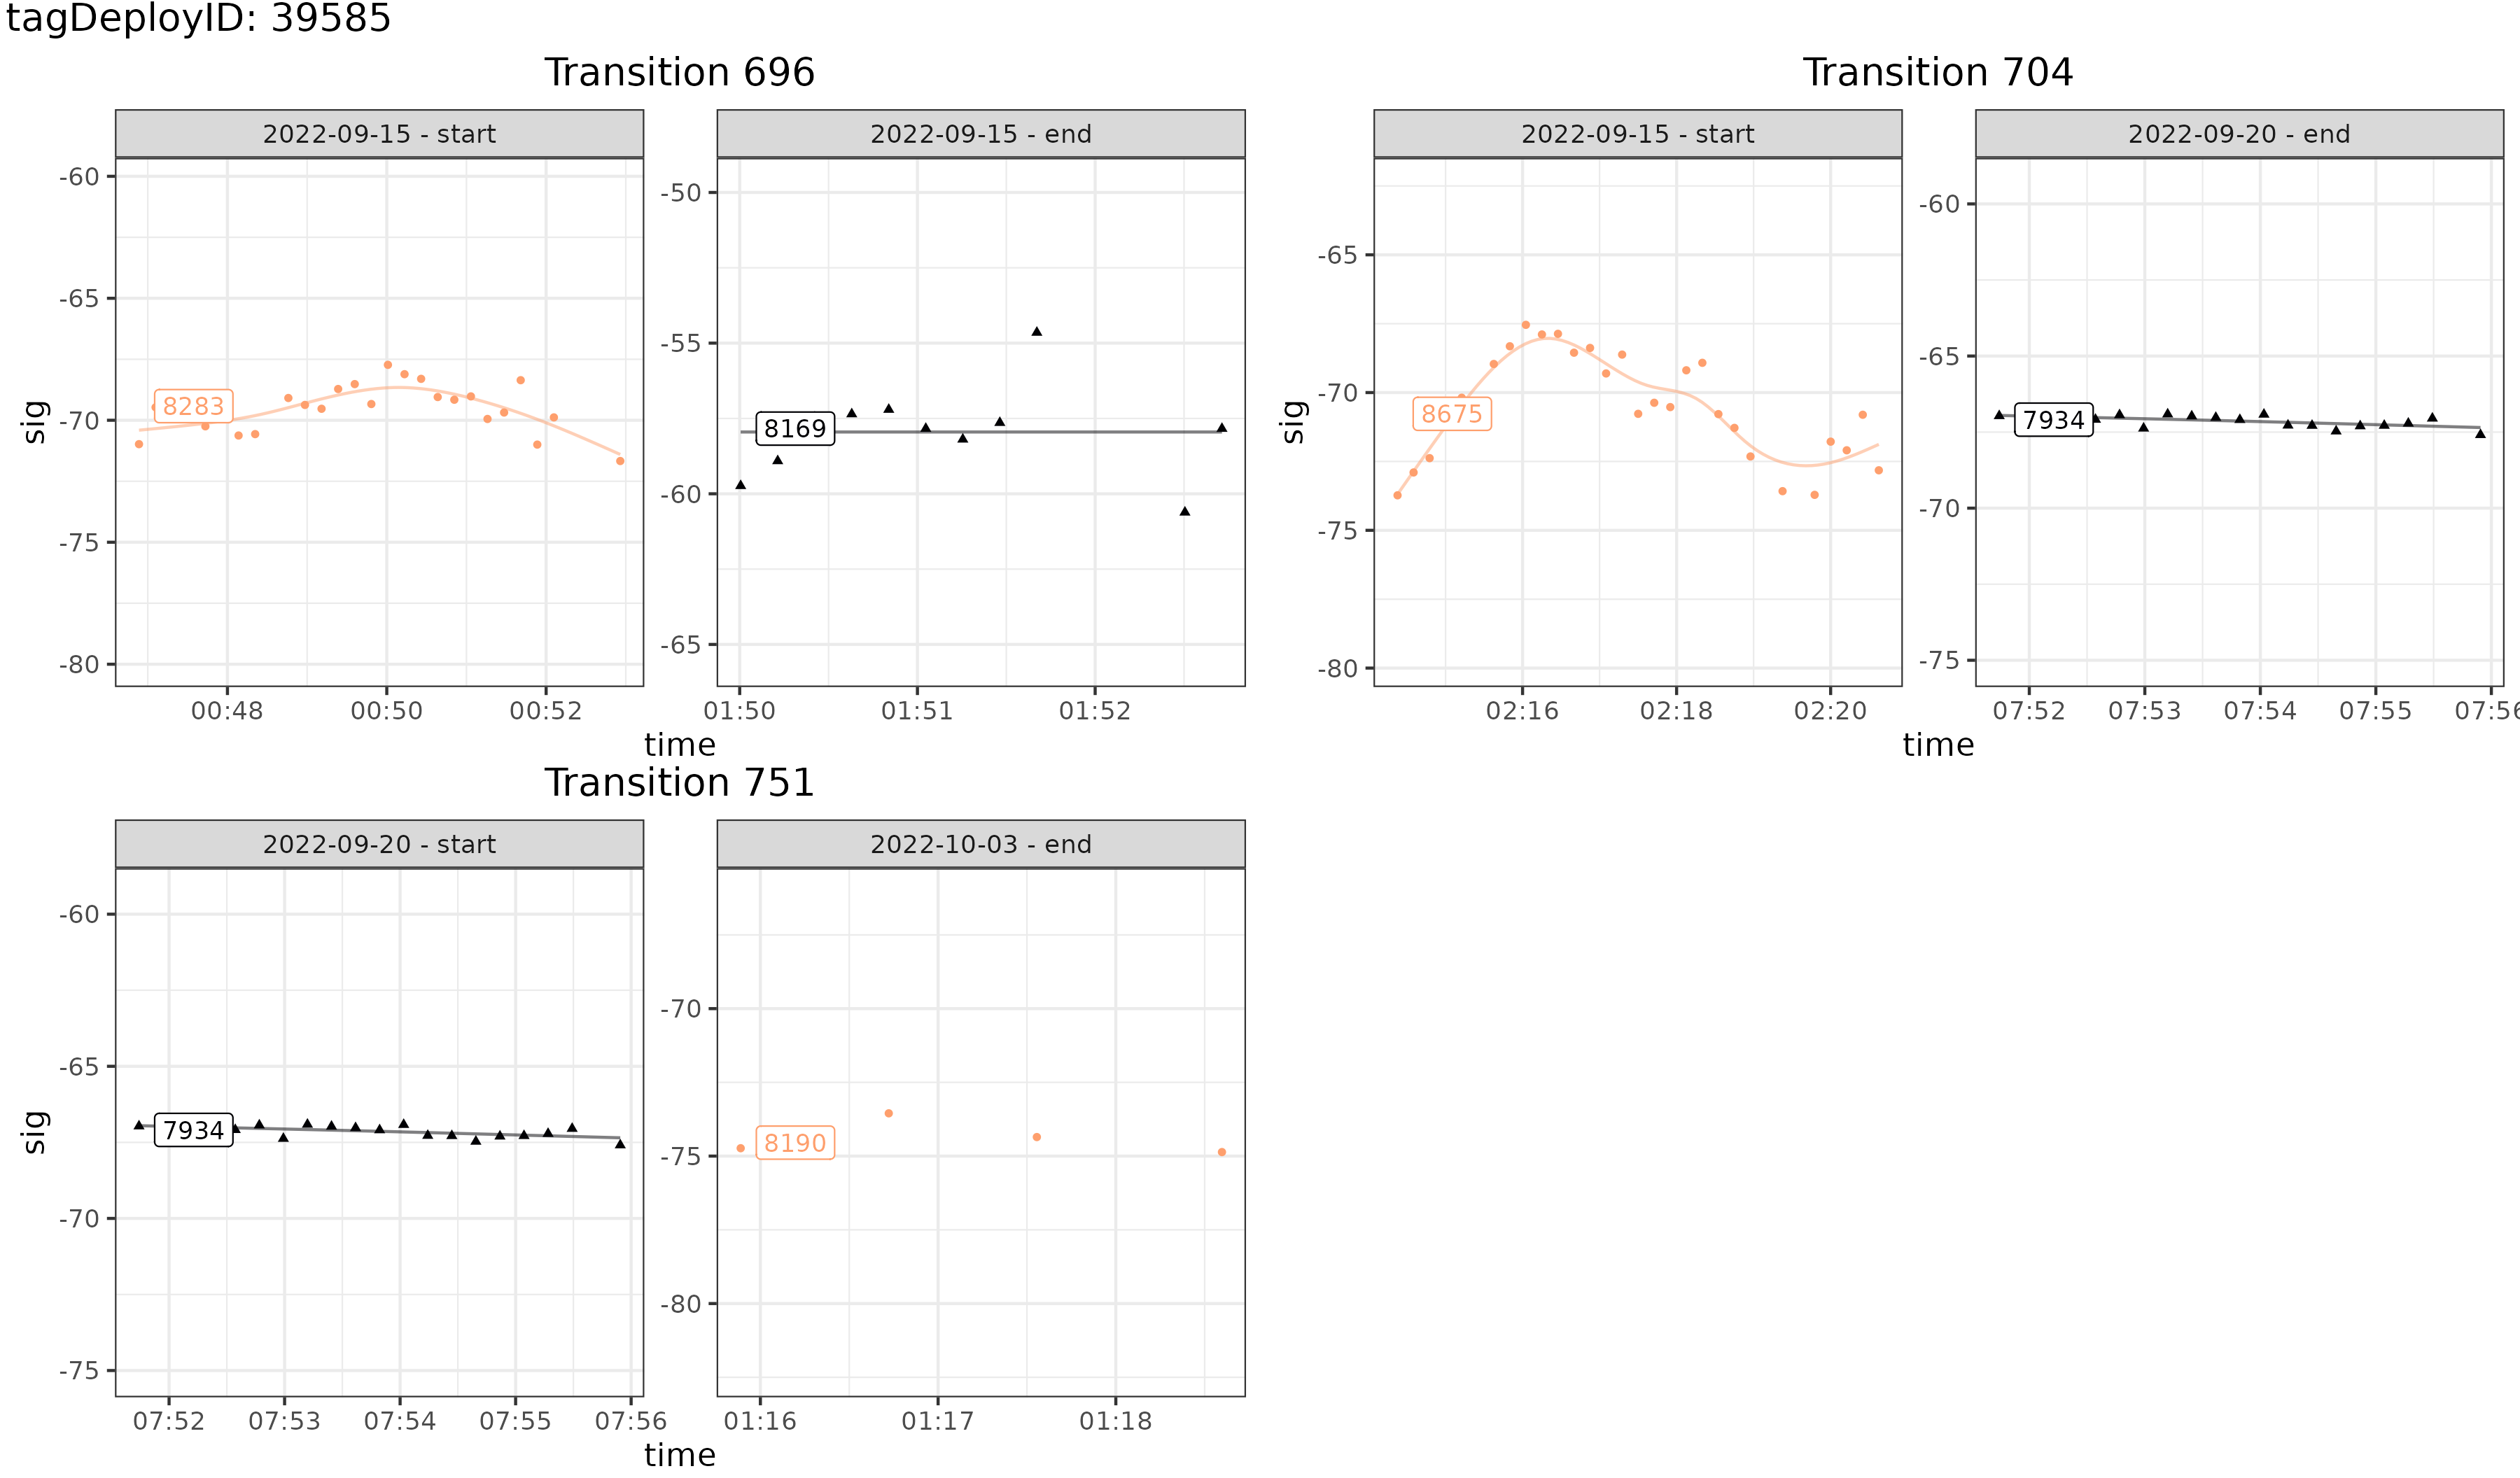 tagDeployID: 39585
Transition 696
2022-09-15 - start
2022-09-15 - end
sig
-60
-65
-70
-75
-80
8283
00:48 00:50 00:52
-50
-55
-60
-65
8169
01:50 01:51 01:52
time
Transition 704
2022-09-15 - start
2022-09-20 - end
sig
-65
-70
-75
-80
8675
02:16 02:18 02:20
-60
-65
-70
-75
7934
07:52 07:53 07:54 07:55 07:56
time
Transition 751
2022-09-20 - start
2022-10-03 - end
sig
-60
-65
-70
-75
7934
07:52 07:53 07:54 07:55 07:56
-70
-75
-80
8190
01:16 01:17 01:18
time